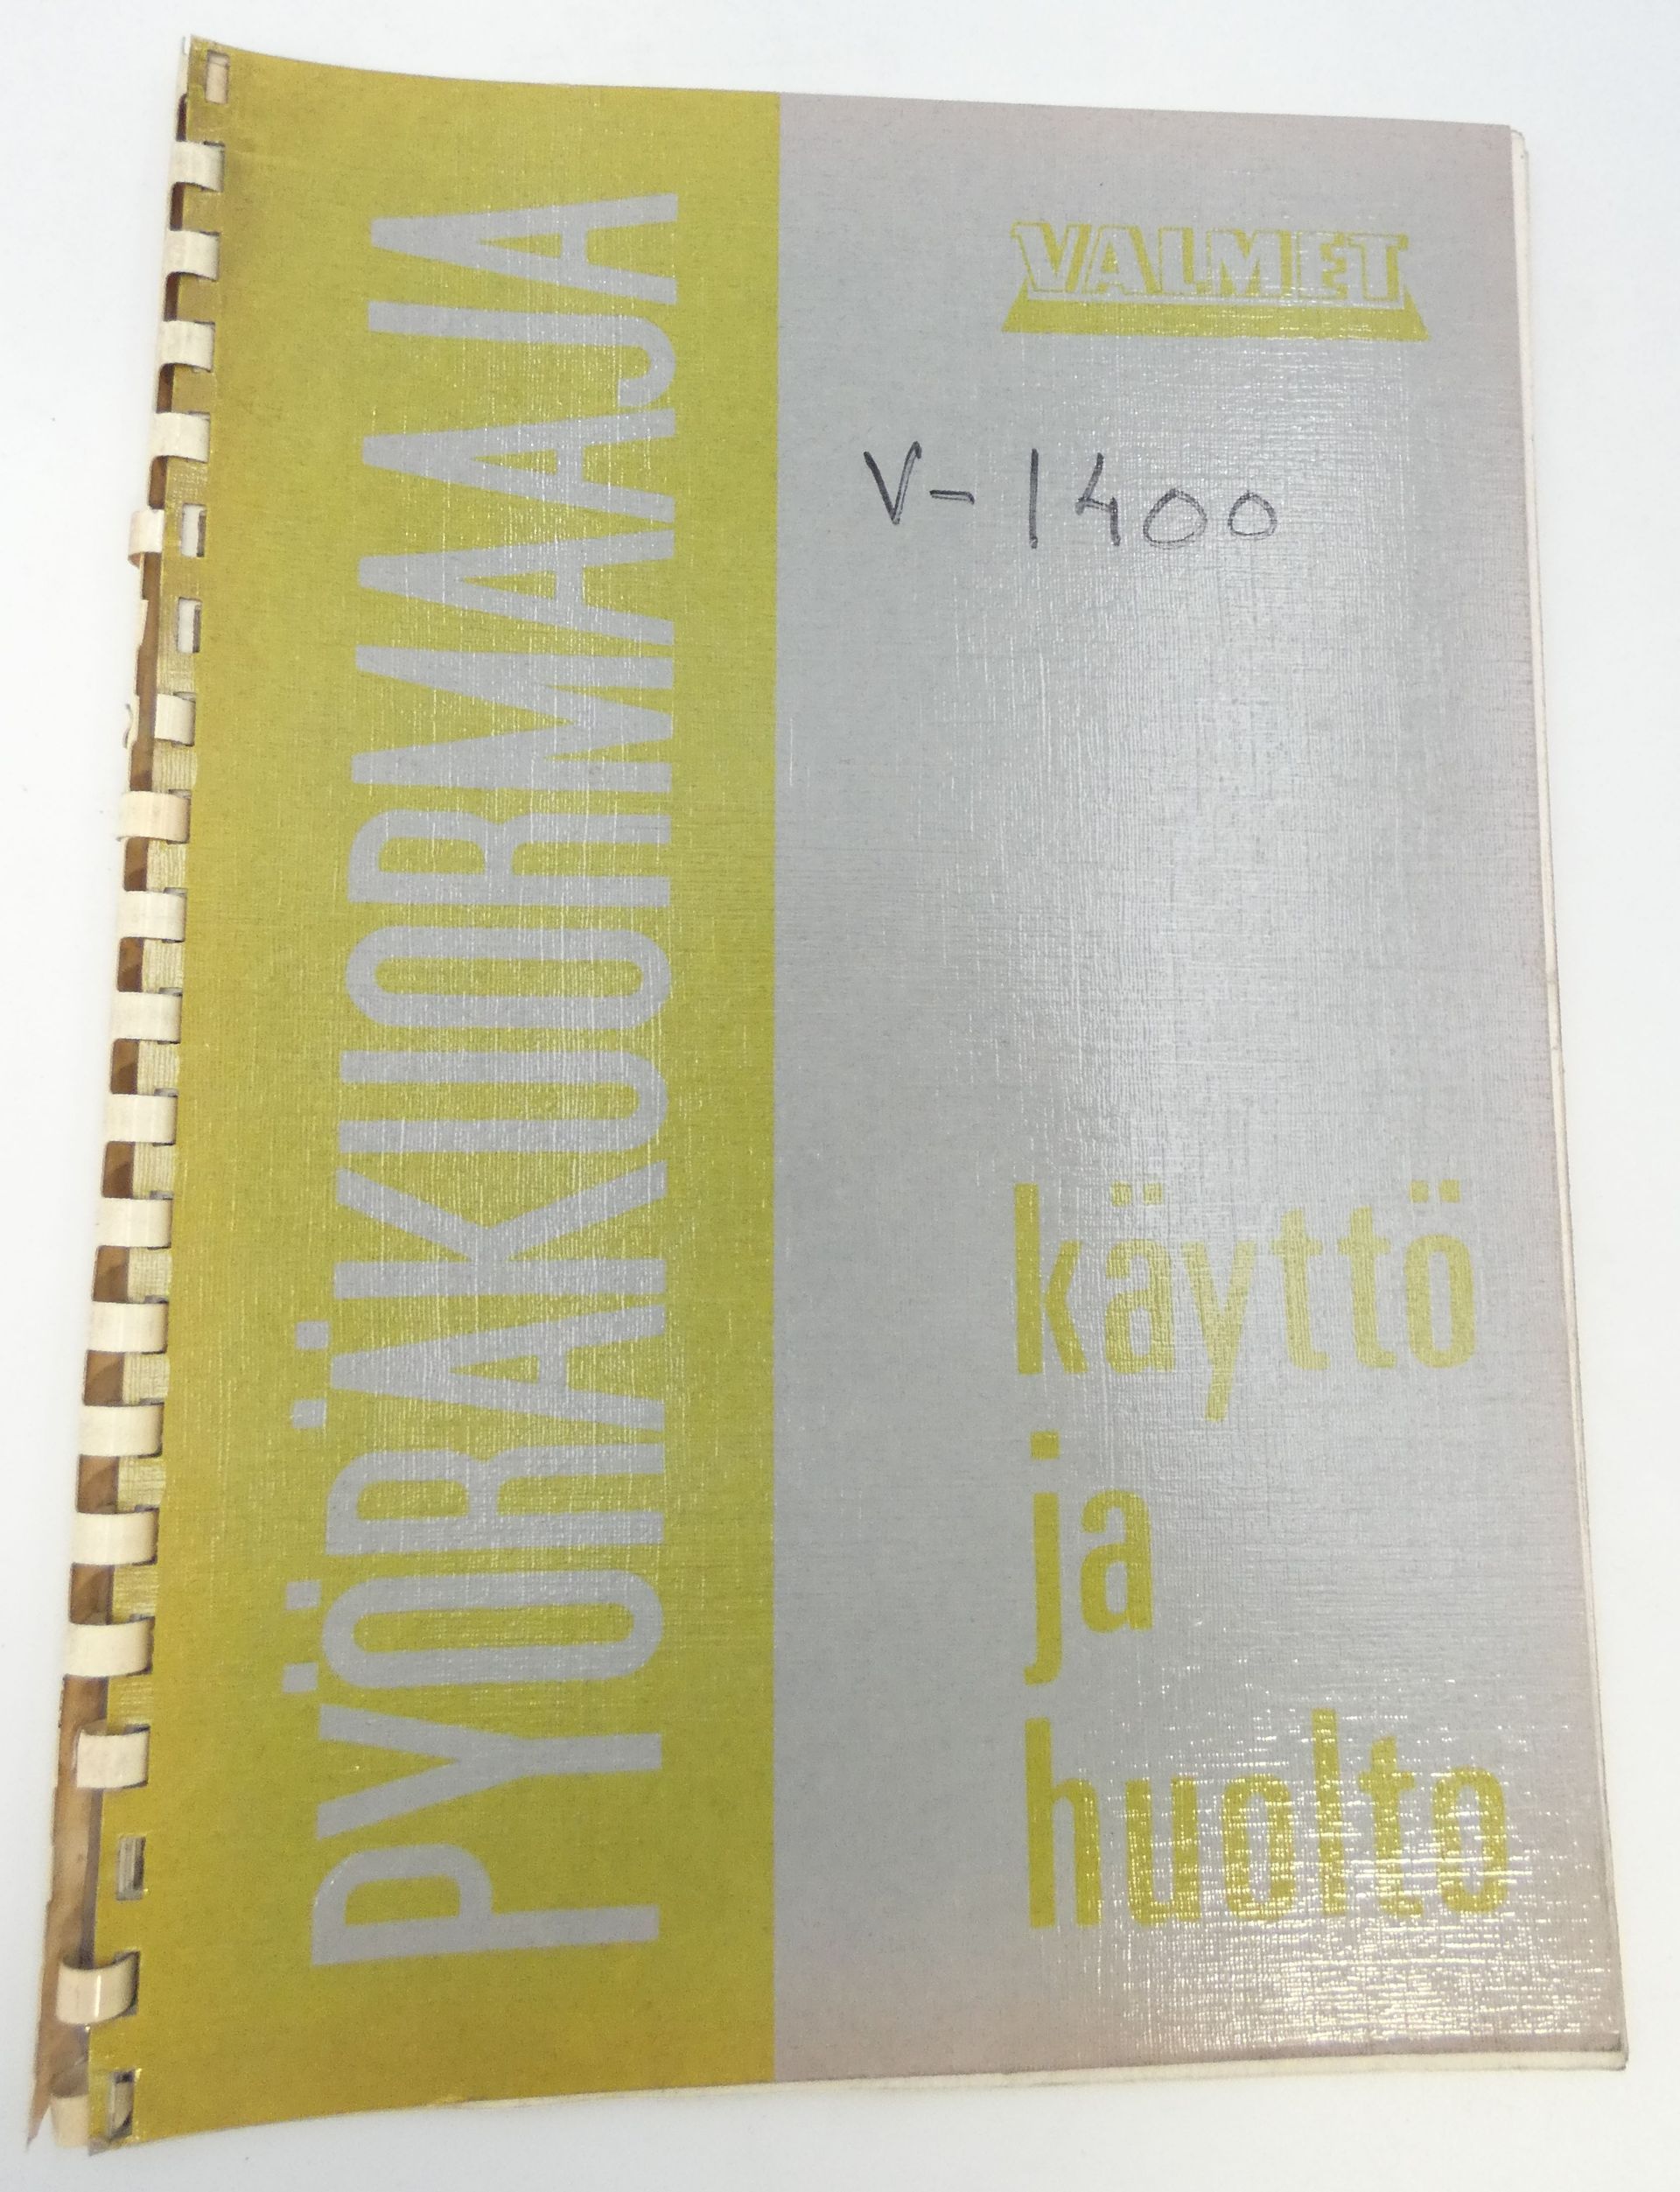 PYÖRÄKUORMAAJA
VALMET
V-1400
käyttö
ja
huolto